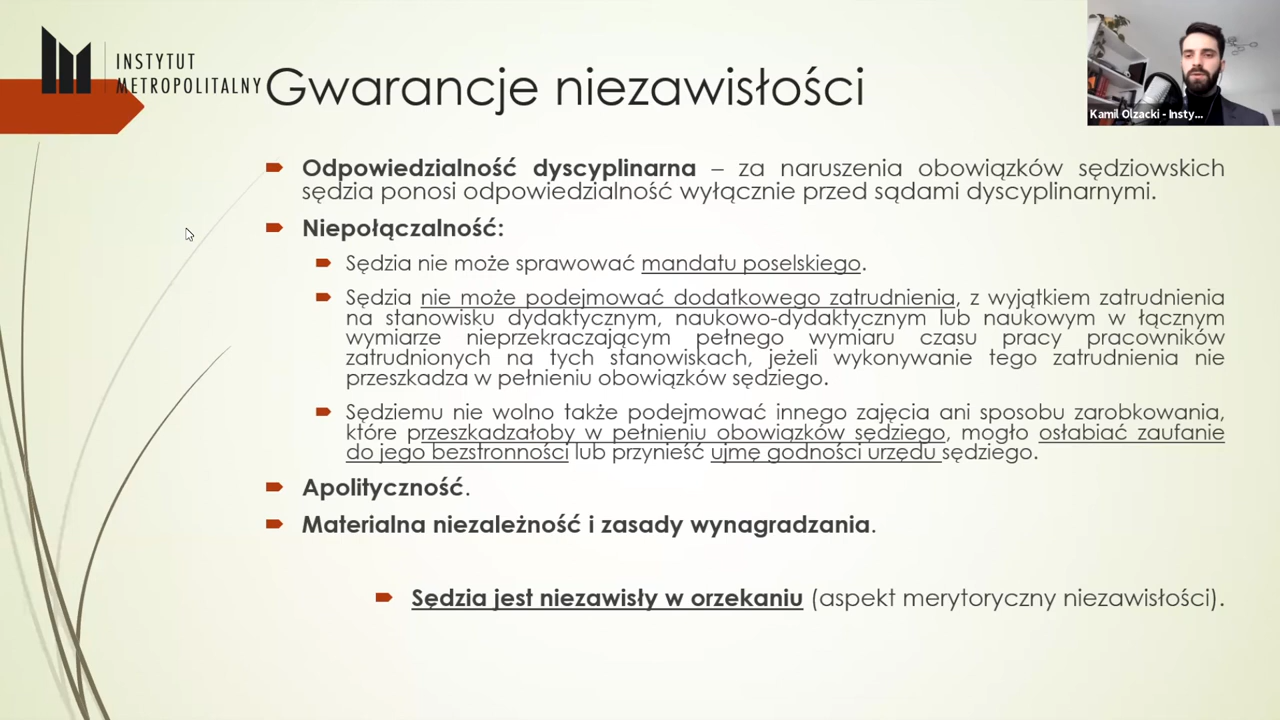 INSTYTUT
METROPOLITALNY
Gwarancje niezawisłości
Kamil Olzacki - Insty...
Odpowiedzialność dyscyplinarna – za naruszenia obowiązków sędziowskich
sędzia ponosi odpowiedzialność wyłącznie przed sądami dyscyplinarnymi.
Niepołączalność:
Sędzia nie może sprawować mandatu poselskiego.
Sędzia nie może podejmować dodatkowego zatrudnienia, z wyjątkiem zatrudnienia
na stanowisku dydaktycznym, naukowo-dydaktycznym lub naukowym w łącznym
wymiarze nieprzekraczającym pełnego wymiaru czasu pracy pracowników
zatrudnionych na tych stanowiskach, jeżeli wykonywanie tego zatrudnienia nie
przeszkadza w pełnieniu obowiązków sędziego.
Sędziemu nie wolno także podejmować innego zajęcia ani sposobu zarobkowania,
które przeszkadzałoby w pełnieniu obowiązków sędziego, mogło osłabiać zaufanie
do jego bezstronności lub przynieść ujmę godności urzędu sędziego.
Apolityczność.
Materialna niezależność i zasady wynagradzania.
Sędzia jest niezawisły w orzekaniu (aspekt merytoryczny niezawisłości).